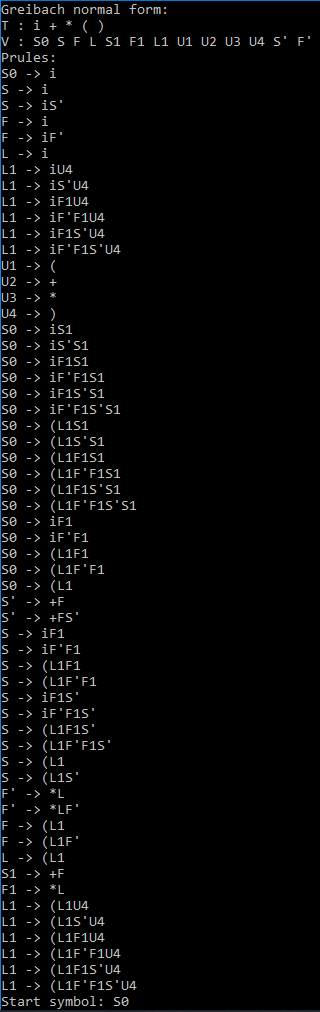 Greibach normal form:
T : i + * ( )
V : S0 S F L S1 F1 L1 U1 U2 U3 U4 S' F'
Prules:
S0 -> i
S -> i
S -> iS'
F -> i
F -> iF'
L -> i
L1 -> iU4
L1 -> iS'U4
L1 -> iF1U4
L1 -> iF'F1U4
L1 -> iF1S'U4
L1 -> iF'F1S'U4
U1 -> (
U2 -> +
U3 -> *
U4 -> )
S0 -> iS1
S0 -> iS'S1
S0 -> iF1S1
S0 -> iF'F1S1
S0 -> iF1S'S1
S0 -> iF'F1S'S1
S0 -> (L1S1
S0 -> (L1S'S1
S0 -> (L1F1S1
S0 -> (L1F'F1S1
S0 -> (L1F1S'S1
S0 -> (L1F'F1S'S1
S0 -> iF1
S0 -> iF'F1
S0 -> (L1F1
S0 -> (L1F'F1
S0 -> (L1
S' -> +F
S' -> +FS'
S -> iF1
S -> iF'F1
S -> (L1F1
S -> (L1F'F1
S -> iF1S'
S -> iF'F1S'
S -> (L1F1S'
S -> (L1F'F1S'
S -> (L1
S -> (L1S'
F' -> *L
F' -> *LF'
F -> (L1
F -> (L1F'
L -> (L1
S1 -> +F
F1 -> *L
L1 -> (L1U4
L1 -> (L1S'U4
L1 -> (L1F1U4
L1 -> (L1F'F1U4
L1 -> (L1F1S'U4
L1 -> (L1F'F1S'U4
Start symbol: S0